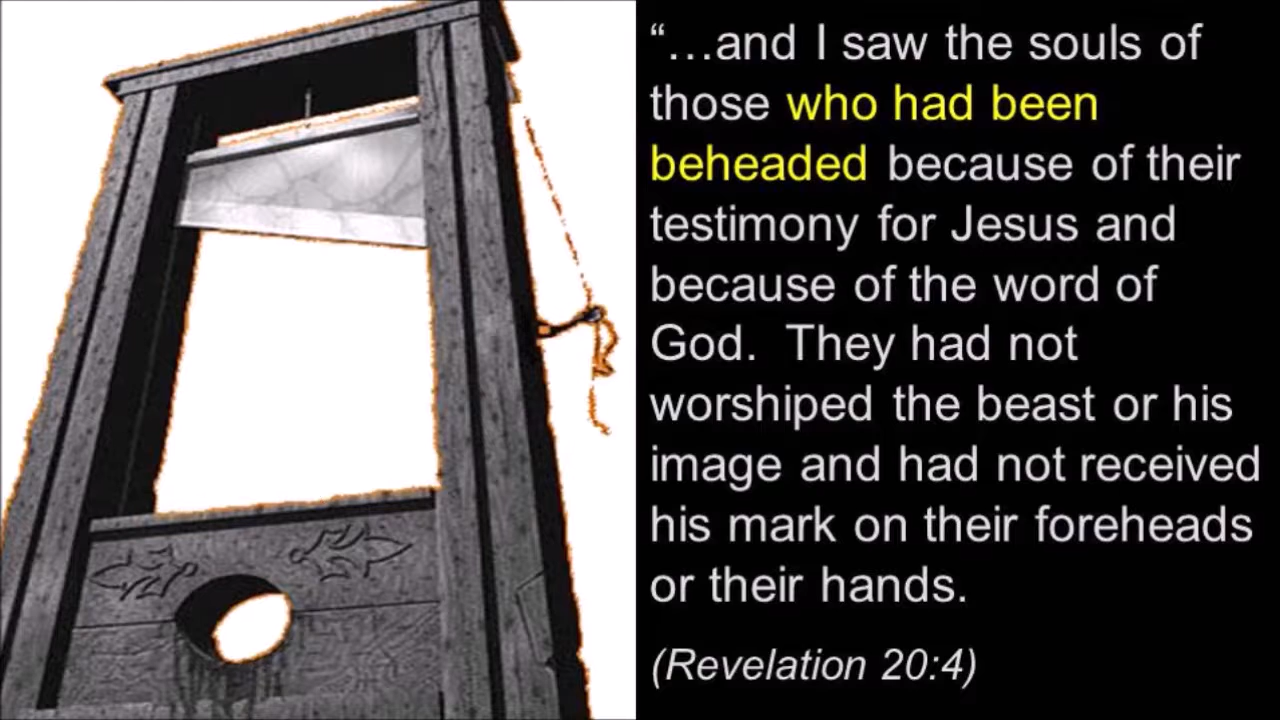 “…and I saw the souls of
those who had been
beheaded because of their
testimony for Jesus and
because of the word of
God.  They had not
worshiped the beast or his
image and had not received
his mark on their foreheads
or their hands.
(Revelation 20:4)